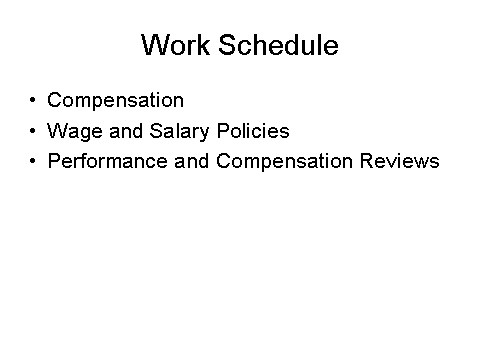 Work Schedule
• Compensation
• Wage and Salary Policies
• Performance and Compensation Reviews